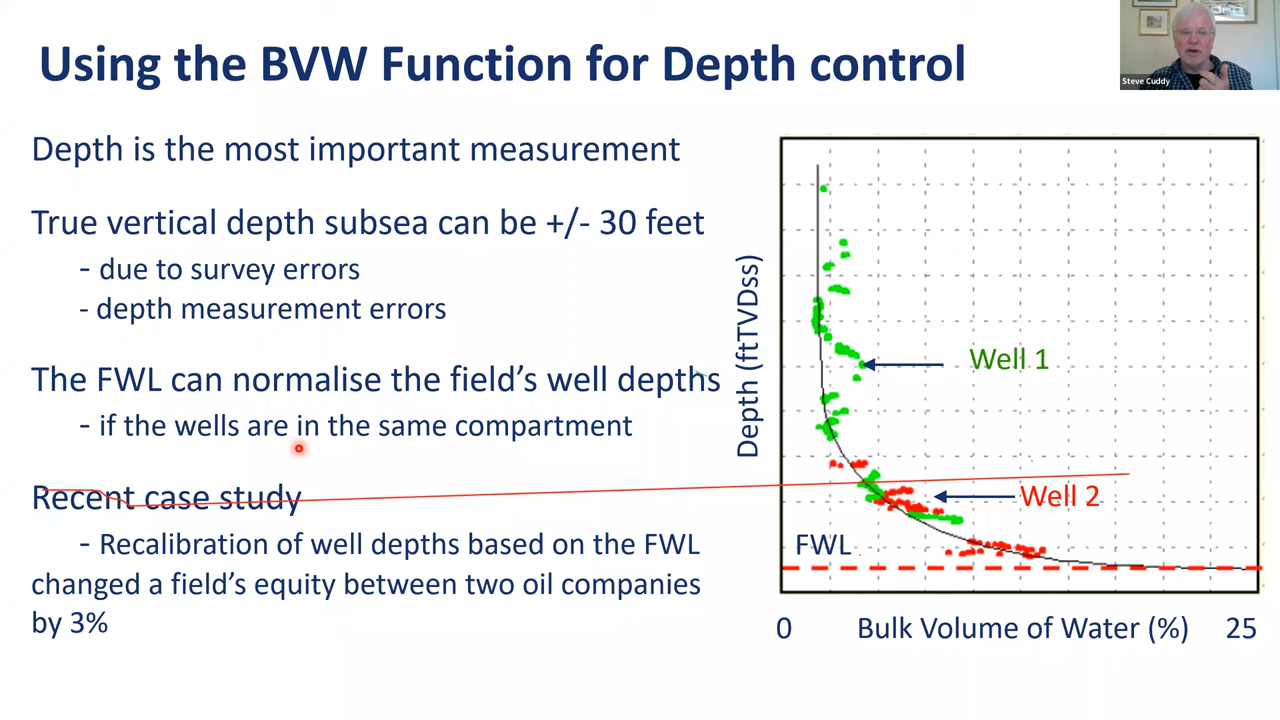 Using the BVW Function for Depth control
Steve Cuddy
Depth is the most important measurement
True vertical depth subsea can be +/- 30 feet
- due to survey errors
- depth measurement errors
The FWL can normalise the field's well depths
- if the wells are in the same compartment
Recent case study
- Recalibration of well depths based on the FWL
changed a field's equity between two oil companies
by 3%
Depth (ftTVDss)
Well 1
Well 2
FWL
0 Bulk Volume of Water (%) 25